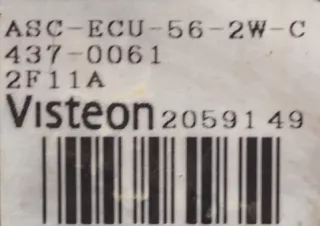 ASC-ECU-56-2W-C
437-0061
2F11A
Visteon 2059149